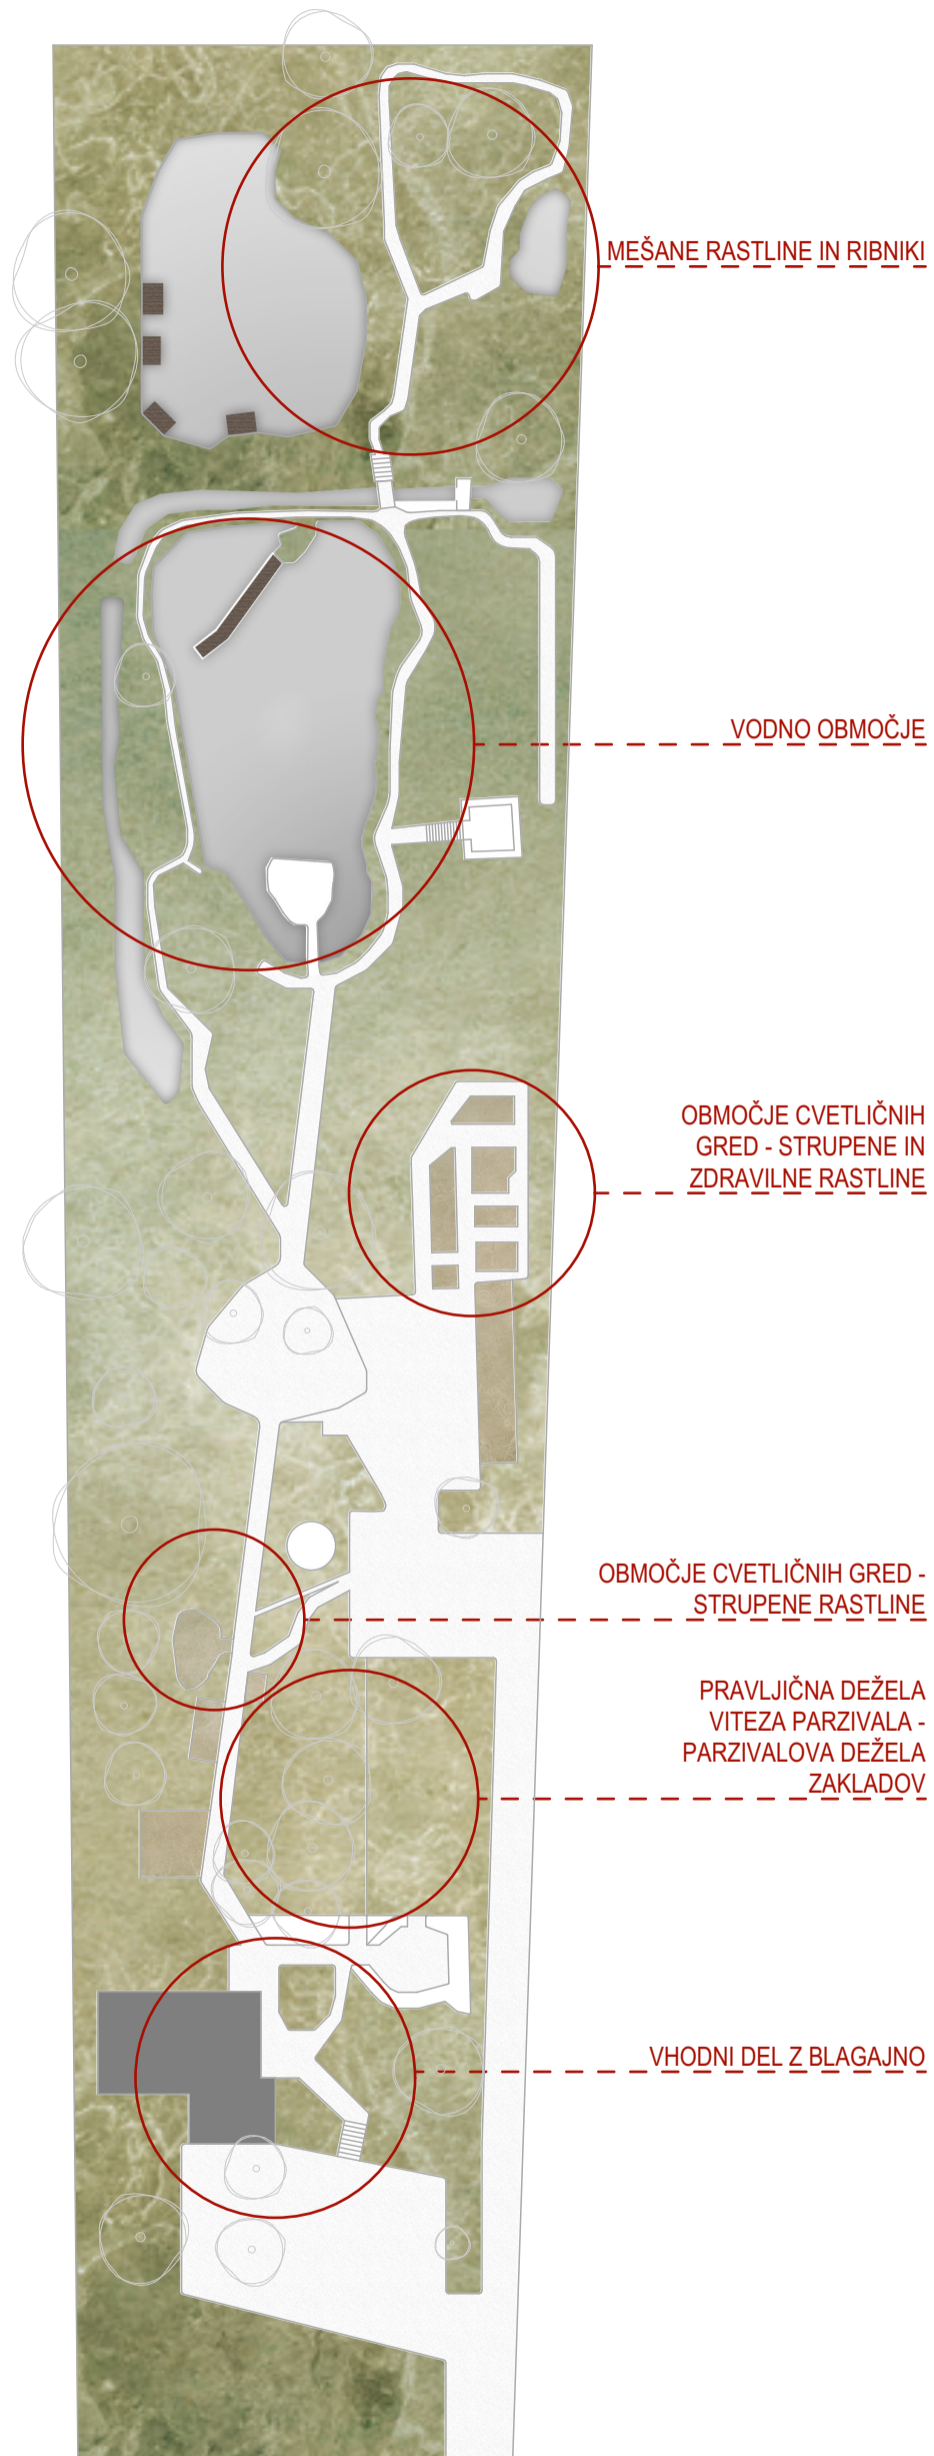 MEŠANE RASTLINE IN RIBNIKI
VODNO OBMOČJE
OBMOČJE CVETLIČNIH
GRED - STRUPENE IN
ZDRAVILNE RASTLINE
OBMOČJE CVETLIČNIH GRED -
STRUPENE RASTLINE
PRAVLJIČNA DEŽELA
VITEZA PARZIVALA -
PARZIVALOVA DEŽELA
ZAKLADOV
VHODNI DEL Z BLAGAJNO